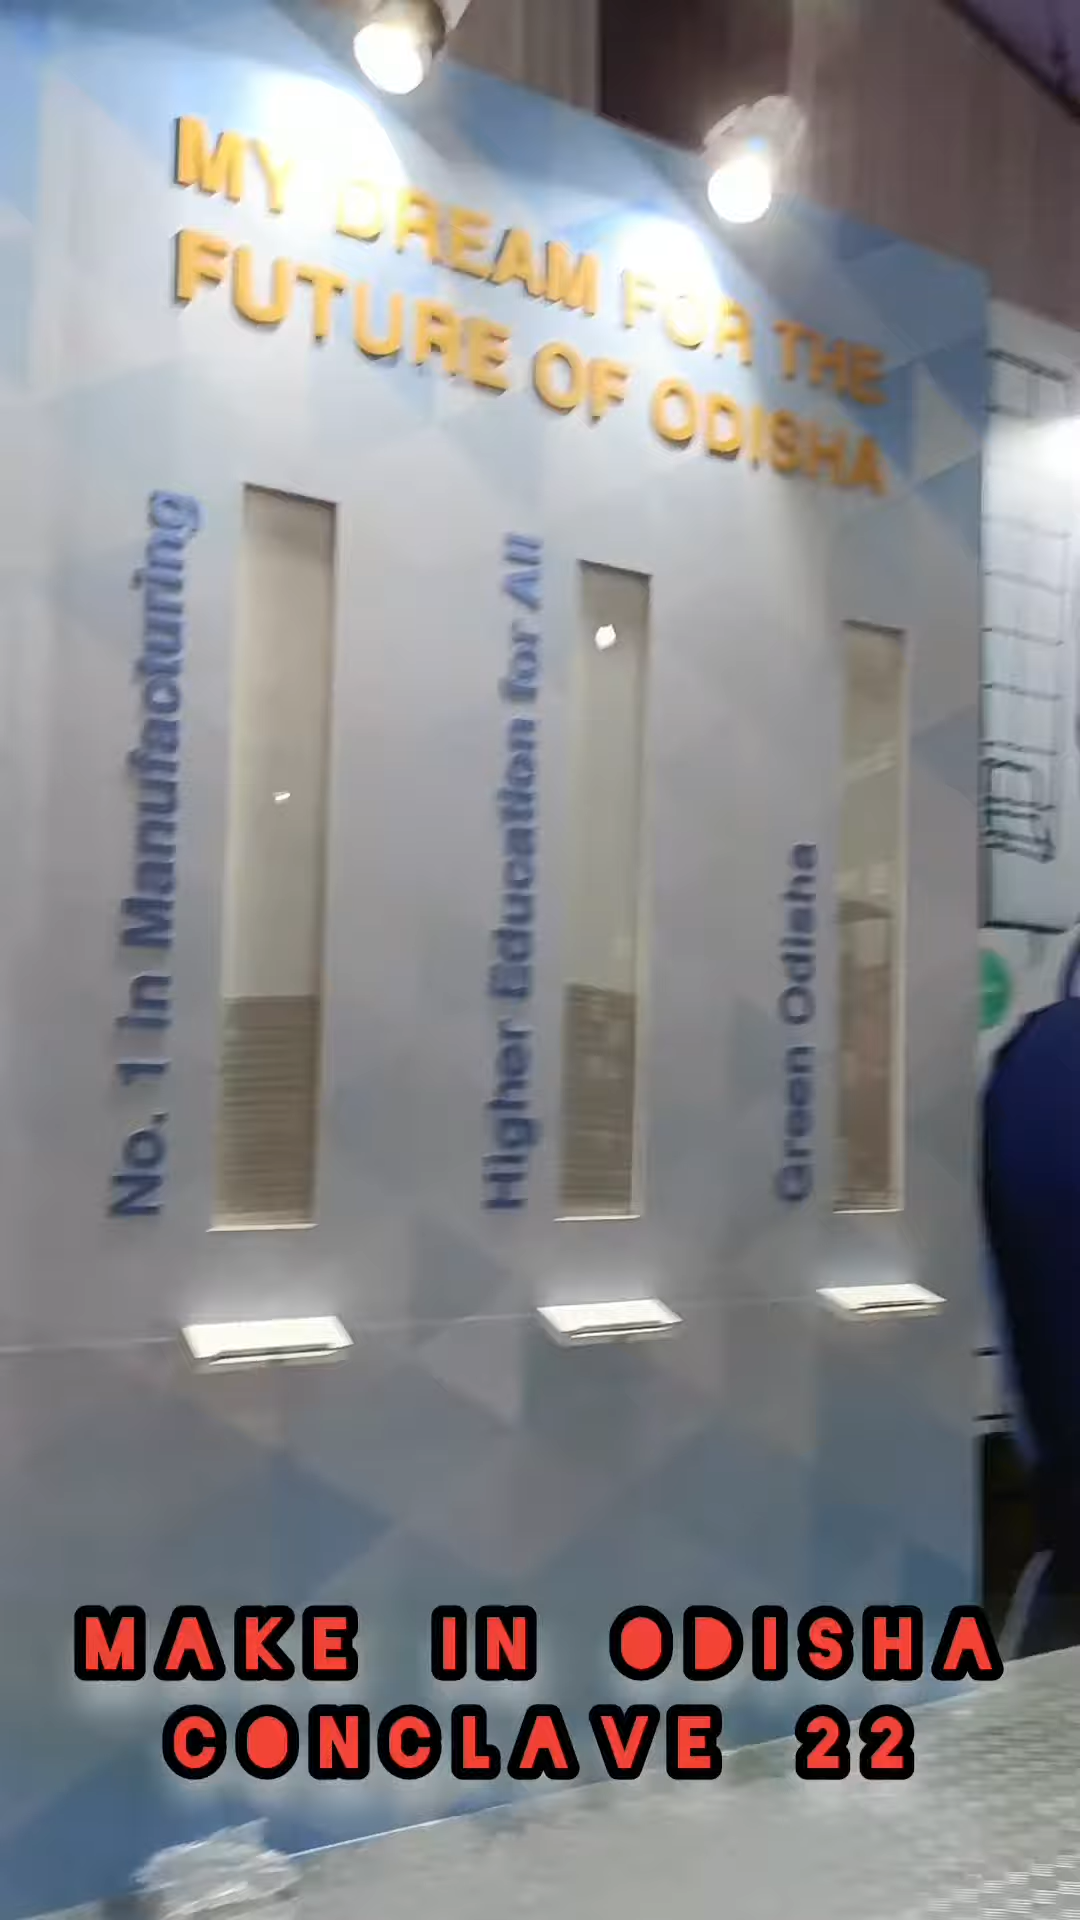 MY DREAM FOR THE
FUTURE OF ODISHA
No. 1 in Manufacturing
Higher Education for All
Green Odisha
MAKE IN ODISHA
CONCLAVE 22